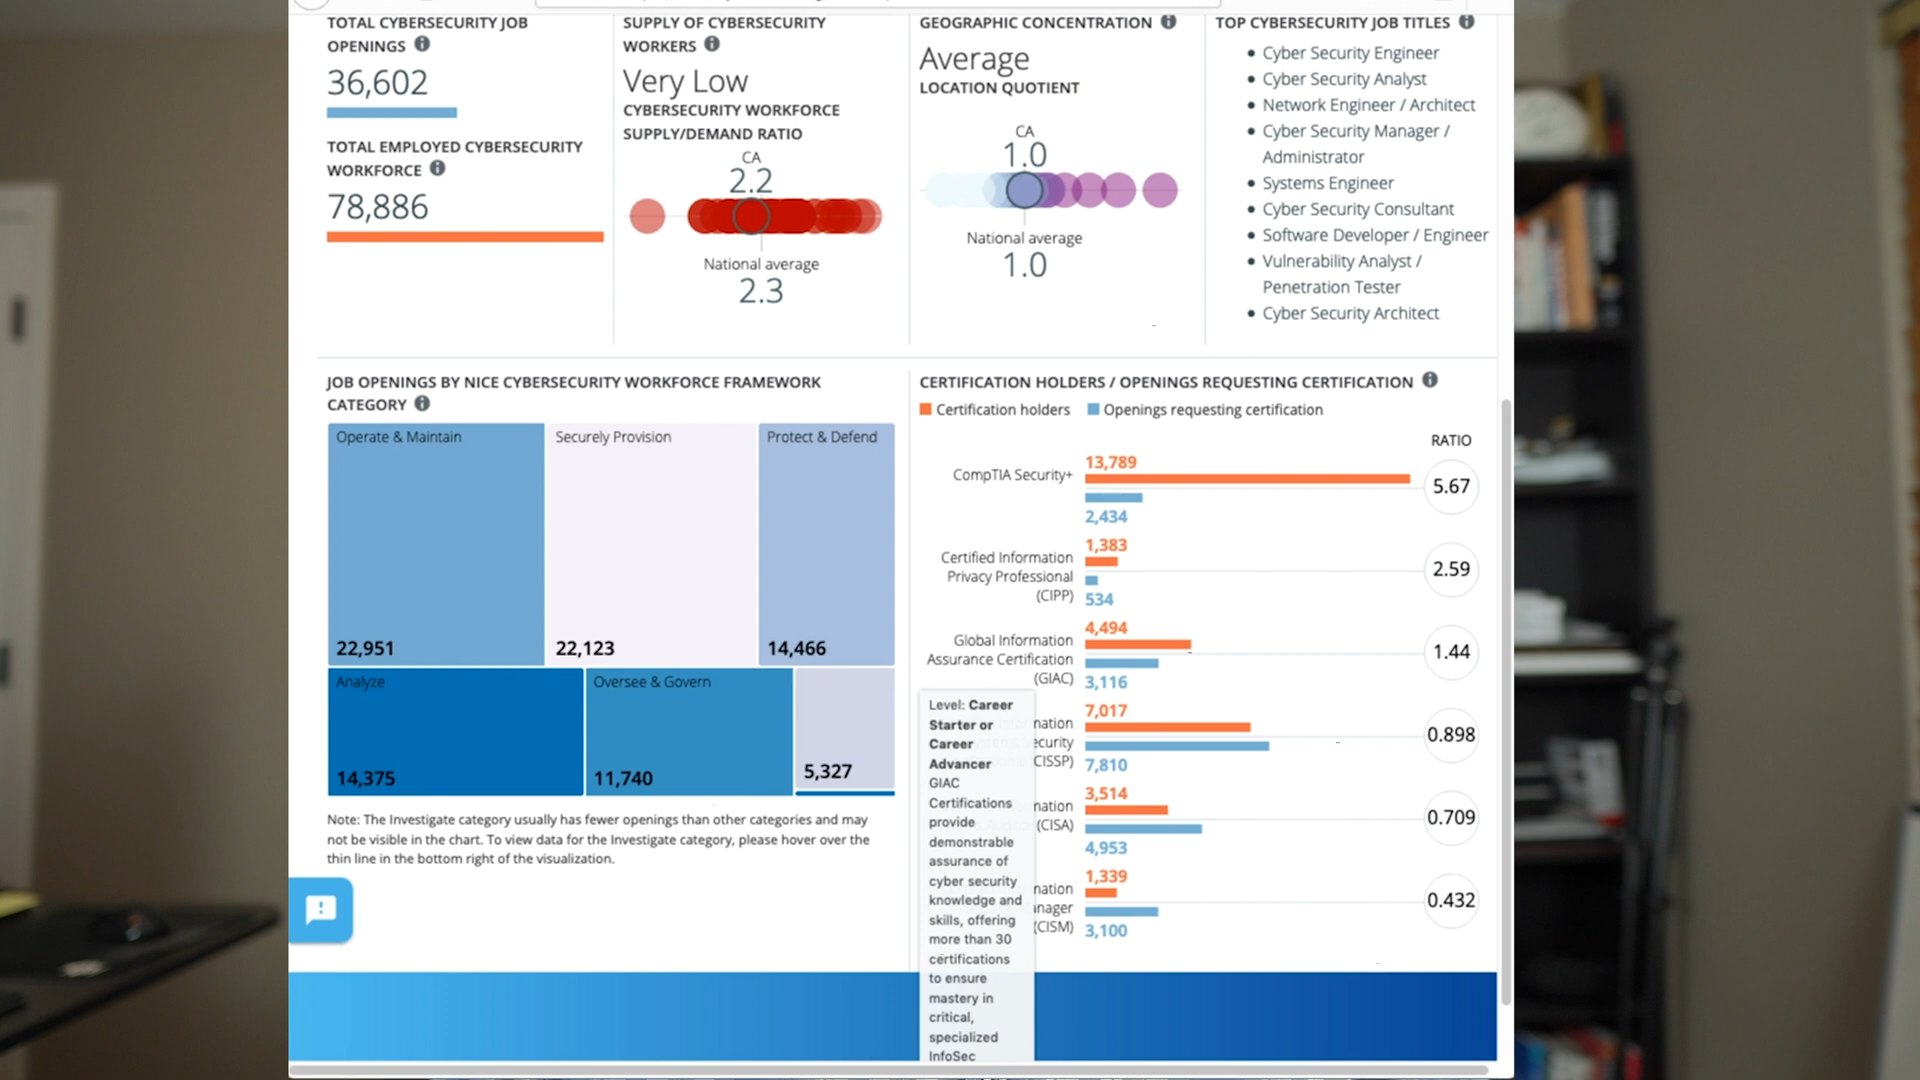 TOTAL CYBERSECURITY JOB
OPENINGS
36,602
TOTAL EMPLOYED CYBERSECURITY
WORKFORCE
78,886
SUPPLY OF CYBERSECURITY
WORKERS
Very Low
CYBERSECURITY WORKFORCE
SUPPLY/DEMAND RATIO
CA
2.2
National average
2.3
GEOGRAPHIC CONCENTRATION
Average
LOCATION QUOTIENT
CA
1.0
National average
1.0
TOP CYBERSECURITY JOB TITLES
• Cyber Security Engineer
• Cyber Security Analyst
• Network Engineer / Architect
• Cyber Security Manager /
Administrator
• Systems Engineer
• Cyber Security Consultant
• Software Developer / Engineer
• Vulnerability Analyst /
Penetration Tester
• Cyber Security Architect
JOB OPENINGS BY NICE CYBERSECURITY WORKFORCE FRAMEWORK
CATEGORY
Operate & Maintain
22,951
Securely Provision
22,123
Protect & Defend
14,466
Analyze
14,375
Oversee & Govern
11,740
5,327
Note: The Investigate category usually has fewer openings than other categories and may
not be visible in the chart. To view data for the Investigate category, please hover over the
thin line in the bottom right of the visualization.
CERTIFICATION HOLDERS / OPENINGS REQUESTING CERTIFICATION
Certification holders
Openings requesting certification
RATIO
CompTIA Security+
13,789
2,434
5.67
Certified Information
Privacy Professional
(CIPP)
1,383
534
2.59
Global Information
Assurance Certification
(GIAC)
4,494
3,116
1.44
(CISSP)
7,017
7,810
0.898
(CISA)
3,514
4,953
0.709
(CISM)
1,339
3,100
0.432
Level: Career
Starter or
Career
Advancer
GIAC
Certifications
provide
demonstrable
assurance of
cyber security
knowledge and
skills, offering
more than 30
certifications
to ensure
mastery in
critical,
specialized
InfoSec